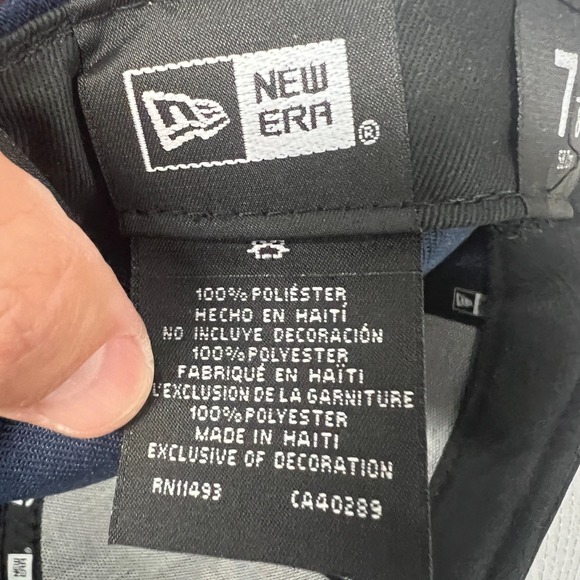 NEW
ERA
®
7
100% POLIÉSTER
HECHO EN HAITÍ
NO INCLUYE DECORACIÓN
100% POLYESTER
FABRIQUÉ EN HAÏTI
L'EXCLUSION DE LA GARNITURE
100% POLYESTER
MADE IN HAITI
EXCLUSIVE OF DECORATION
RN11493 CA40289